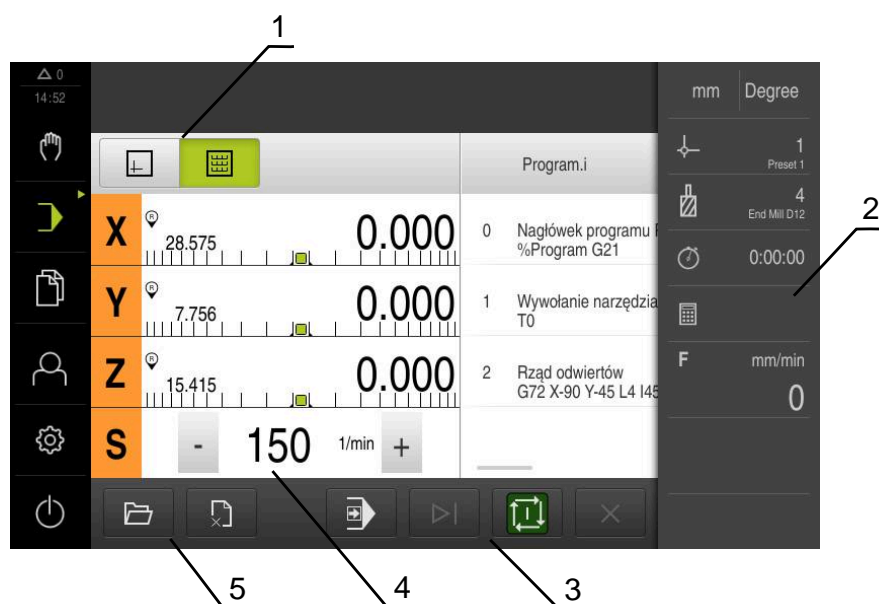 1
0
14:52
mm Degree
1
Preset 1
Program.i
4
End Mill D12
2
X R 28.575 0.000
0 Nagłówek programu
%Program G21
0:00:00
Y R 7.756 0.000
1 Wywołanie narzędzia
T0
F mm/min
0
Z R 15.415 0.000
2 Rząd odwiertów
G72 X-90 Y-45 L4 I45
S - 150 1/min +
5
4
3